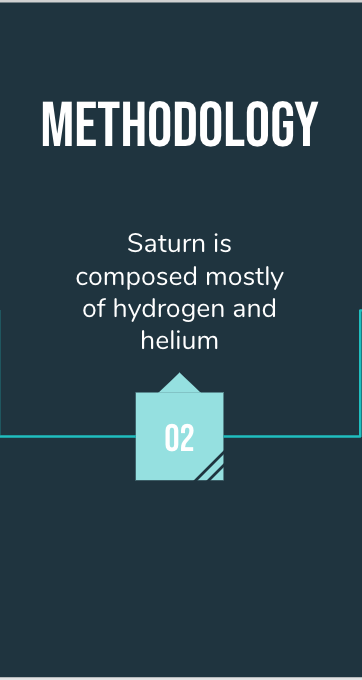 METHODOLOGY
Saturn is
composed mostly
of hydrogen and
helium
02